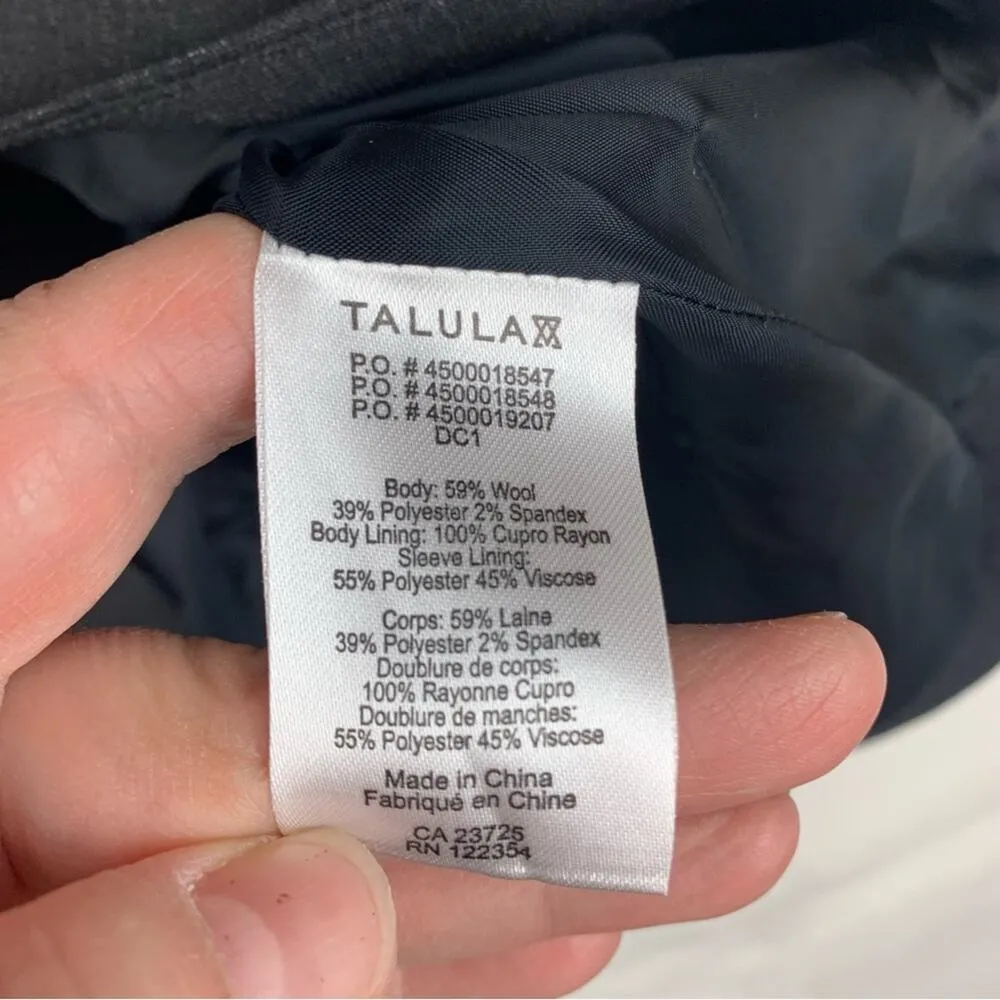 TALULA
P.O. # 4500018547
P.O. # 4500018548
P.O. # 4500019207
DC1
Body: 59% Wool
39% Polyester 2% Spandex
Body Lining: 100% Cupro Rayon
Sleeve Lining:
55% Polyester 45% Viscose
Corps: 59% Laine
39% Polyester 2% Spandex
Doublure de corps:
100% Rayonne Cupro
Doublure de manches:
55% Polyester 45% Viscose
Made in China
Fabriqué en Chine
CA 23725
RN 122354